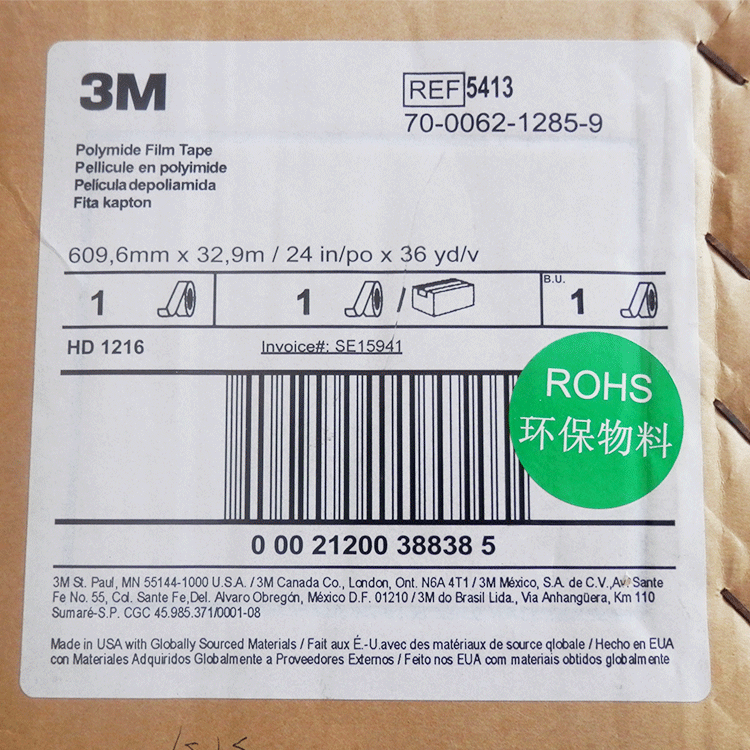 3M
REF 5413
70-0062-1285-9
Polymide Film Tape
Pellicule en polyimide
Película depoliamida
Fita kapton
609,6mm x 32,9m / 24 in/po x 36 yd/v
1 1 / B.U. 1
HD 1216 Invoice#: SE15941
ROHS
环保物料
0 00 21200 38838 5
3M St. Paul, MN 55144-1000 U.S.A. / 3M Canada Co., London, Ont. N6A 4T1 / 3M México, S.A. de C.V.,Av. Sante
Fe No. 55, Col. Sante Fe,Del. Alvaro Obregón, México D.F. 01210 / 3M do Brasil Lida., Via Anhangüera, Km 110
Sumaré-S.P. CGC 45.985.371/0001-08
Made in USA with Globally Sourced Materials / Fait aux É.-U.avec des matériaux de source qlobale / Hecho en EUA
con Materiales Adquiridos Globalmente a Proveedores Externos / Feito nos EUA com materiais obtidos globalmente